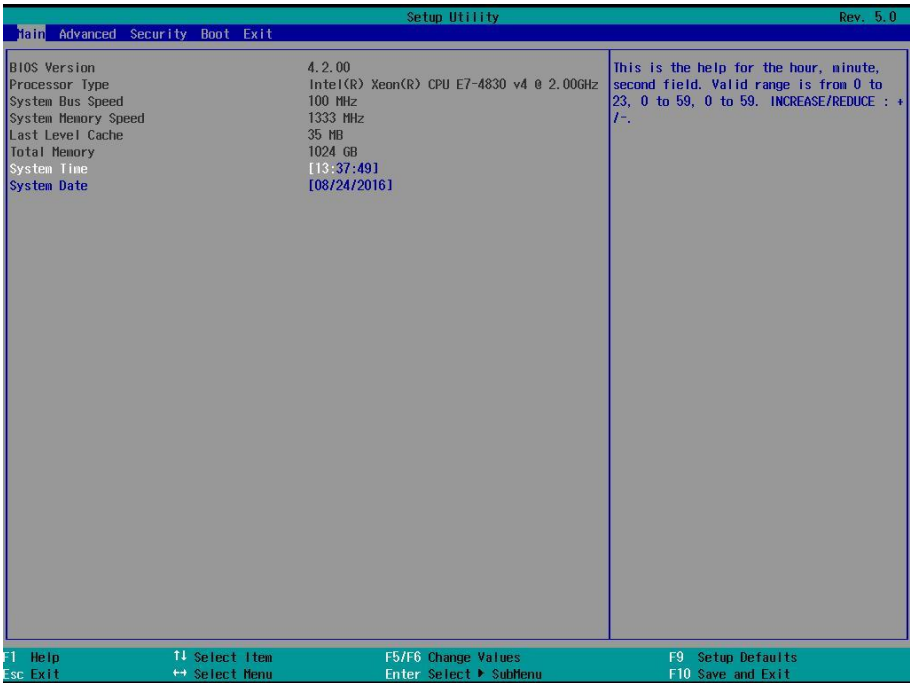 Setup Utility Rev. 5.0
Main Advanced Security Boot Exit
BIOS Version 4.2.00
Processor Type Intel(R) Xeon(R) CPU E7-4830 v4 @ 2.00GHz
System Bus Speed 100 MHz
System Memory Speed 1333 MHz
Last Level Cache 35 MB
Total Memory 1024 GB
System Time [13:37:49]
System Date [08/24/2016]
This is the help for the hour, minute,
second field. Valid range is from 0 to
23, 0 to 59, 0 to 59. INCREASE/REDUCE : +
/-.
F1 Help ↑↓ Select Item F5/F6 Change Values F9 Setup Defaults
Esc Exit ↔ Select Menu Enter Select ▶ SubMenu F10 Save and Exit